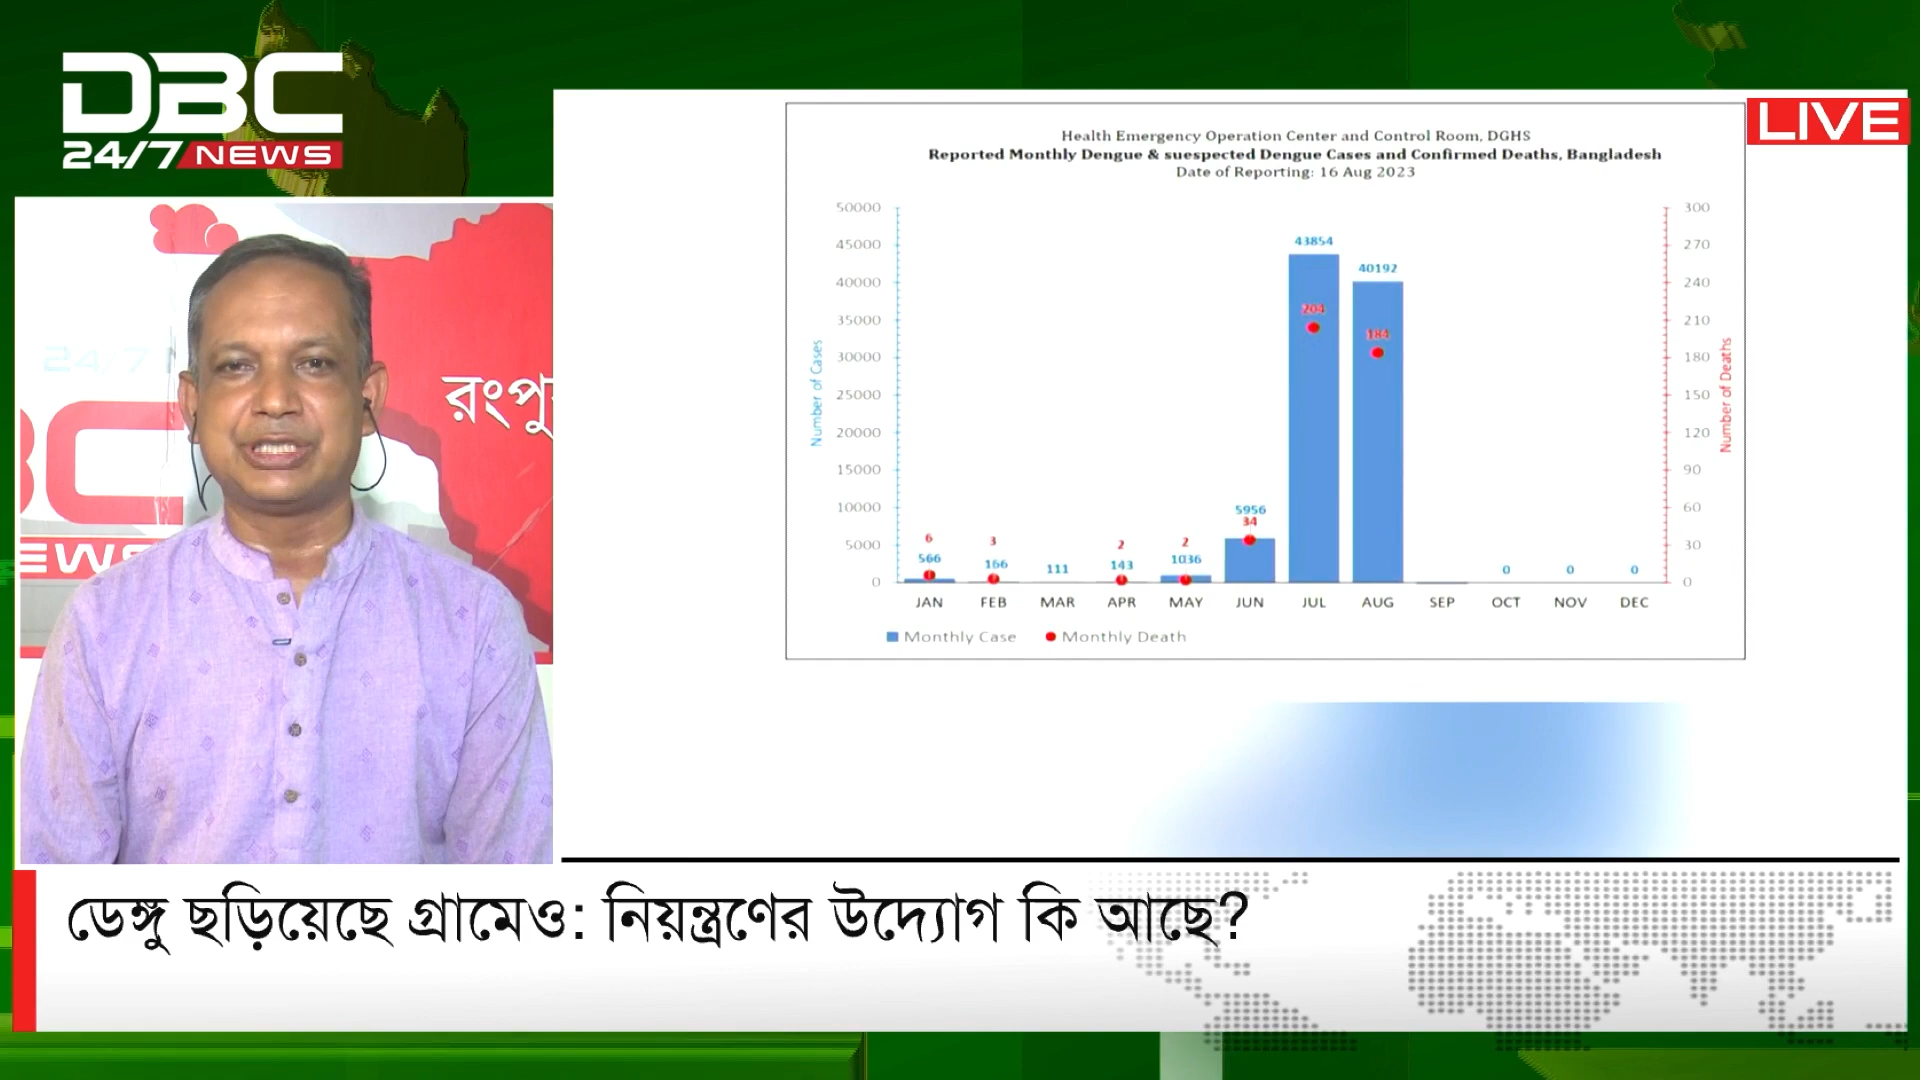 DBC
24/7 NEWS
LIVE
24/7
BC
EWS
Health Emergency Operation Center and Control Room, DGHS
Reported Monthly Dengue & suespected Dengue Cases and Confirmed Deaths, Bangladesh
Date of Reporting: 16 Aug 2023
Number of Cases
50000
45000
40000
35000
30000
25000
20000
15000
10000
5000
0
Number of Deaths
300
270
240
210
180
150
120
90
60
30
0
6 3 2 2 34 204 184
566 166 111 143 1036 5956 43854 40192 0 0 0
JAN FEB MAR APR MAY JUN JUL AUG SEP OCT NOV DEC
Monthly Case Monthly Death
ডেঙ্গু ছড়িয়েছে গ্রামেও: নিয়ন্ত্রণের উদ্যোগ কি আছে?